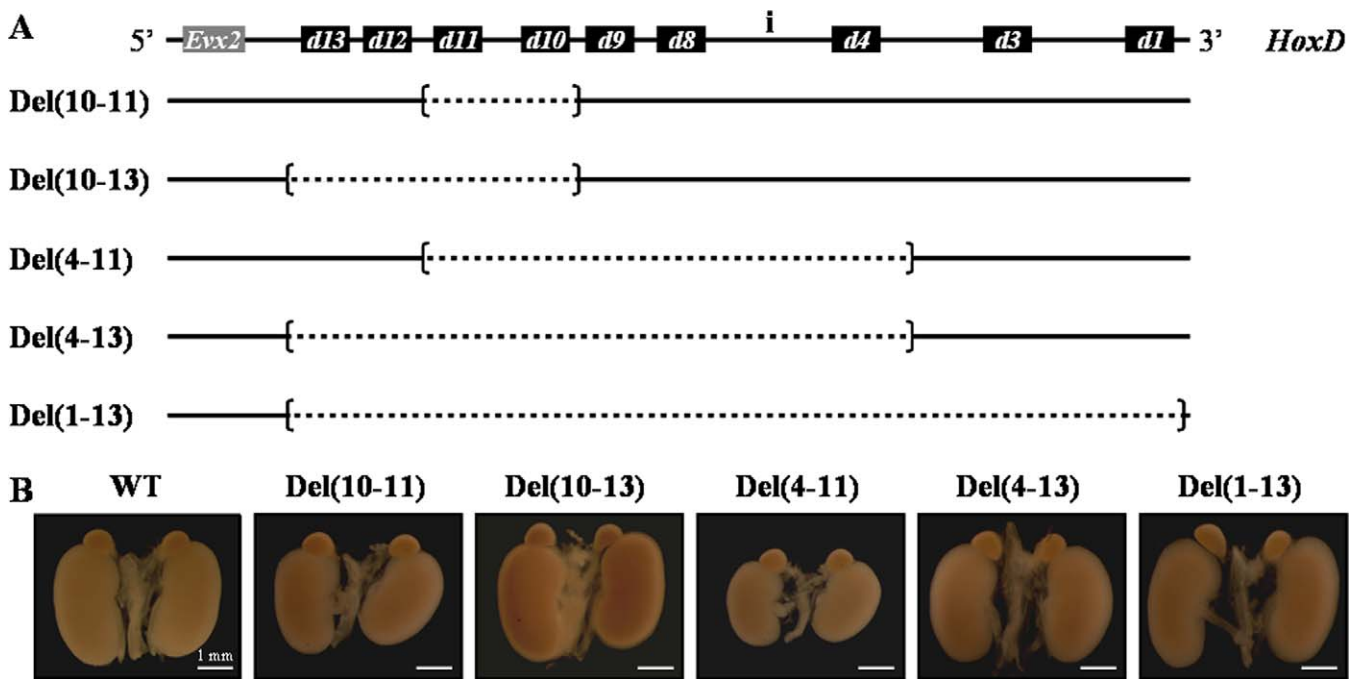 A
5’ Evx2 d13 d12 d11 d10 d9 d8 i d4 d3 d1 3’ HoxD
Del(10-11)
Del(10-13)
Del(4-11)
Del(4-13)
Del(1-13)
B WT Del(10-11) Del(10-13) Del(4-11) Del(4-13) Del(1-13)
1 mm